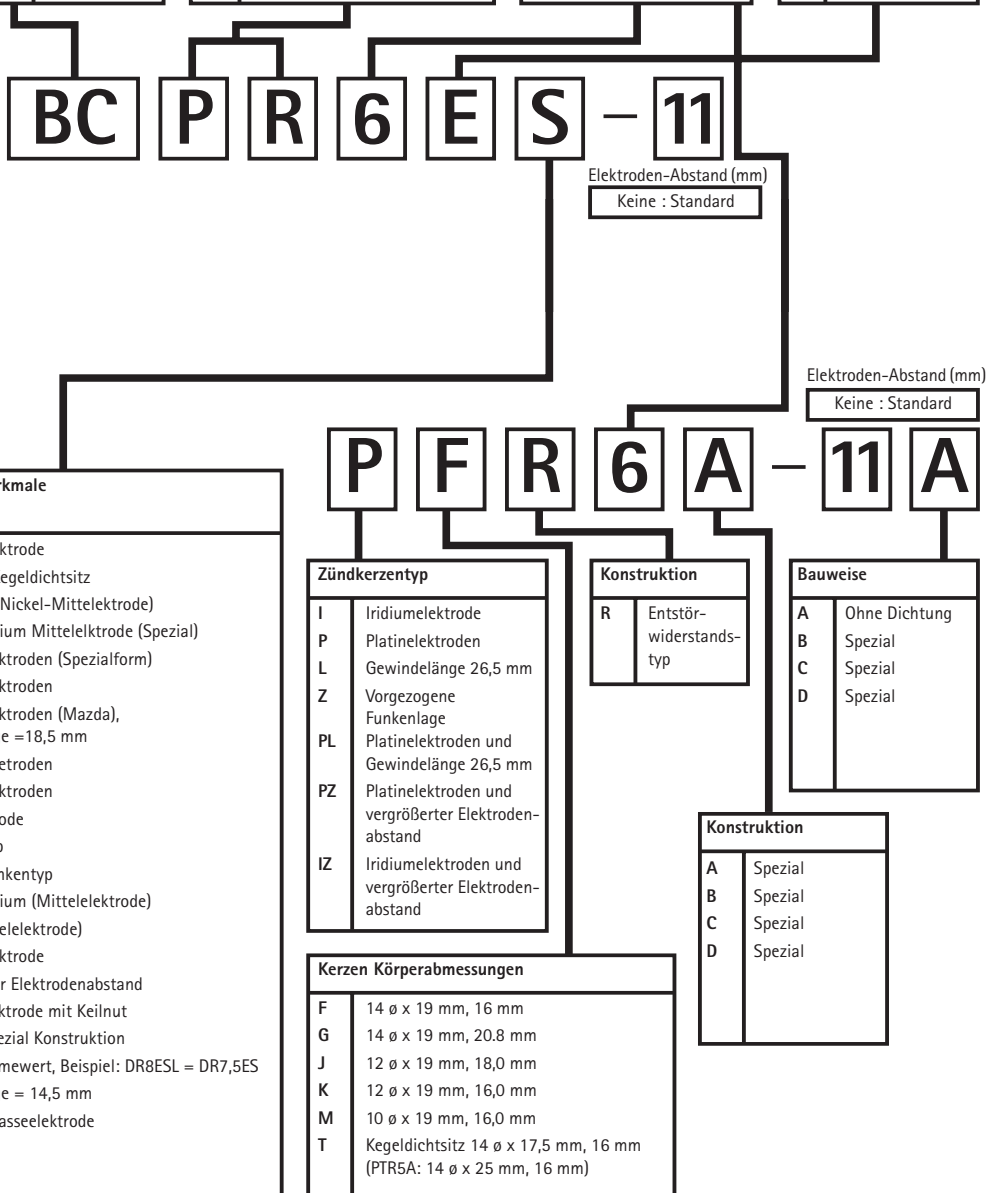 BC P R 6 E S – 11
Elektroden-Abstand (mm)
Keine : Standard
Elektroden-Abstand (mm)
Keine : Standard
P F R 6 A – 11 A
rkmale
ktrode
egeldichtsitz
(Nickel-Mittelektrode)
ium Mittelelktrode (Spezial)
ktroden (Spezialform)
ktroden
ktroden (Mazda),
e =18,5 mm
etroden
ktroden
ode
nkentyp
ium (Mittelelektrode)
elelektrode)
ktrode
r Elektrodenabstand
ktrode mit Keilnut
ezial Konstruktion
mewert, Beispiel: DR8ESL = DR7,5ES
e = 14,5 mm
asseelektrode
Zündkerzentyp
I Iridiumelektrode
P Platinelektroden
L Gewindelänge 26,5 mm
Z Vorgezogene
Funkenlage
PL Platinelektroden und
Gewindelänge 26,5 mm
PZ Platinelektroden und
vergrößerter Elektroden-
abstand
IZ Iridiumelektroden und
vergrößerter Elektroden-
abstand
Konstruktion
R Entstör-
widerstands-
typ
Bauweise
A Ohne Dichtung
B Spezial
C Spezial
D Spezial
Konstruktion
A Spezial
B Spezial
C Spezial
D Spezial
Kerzen Körperabmessungen
F 14 ø x 19 mm, 16 mm
G 14 ø x 19 mm, 20.8 mm
J 12 ø x 19 mm, 18,0 mm
K 12 ø x 19 mm, 16,0 mm
M 10 ø x 19 mm, 16,0 mm
T Kegeldichtsitz 14 ø x 17,5 mm, 16 mm
(PTR5A: 14 ø x 25 mm, 16 mm)